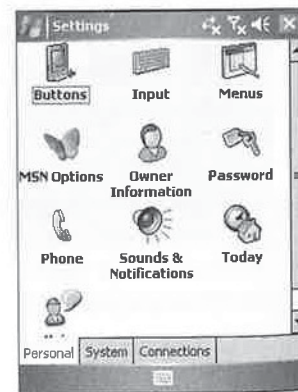 Settings
Buttons Input Menus
MSN Options Owner Information Password
Phone Sounds & Notifications Today
Personal System Connections